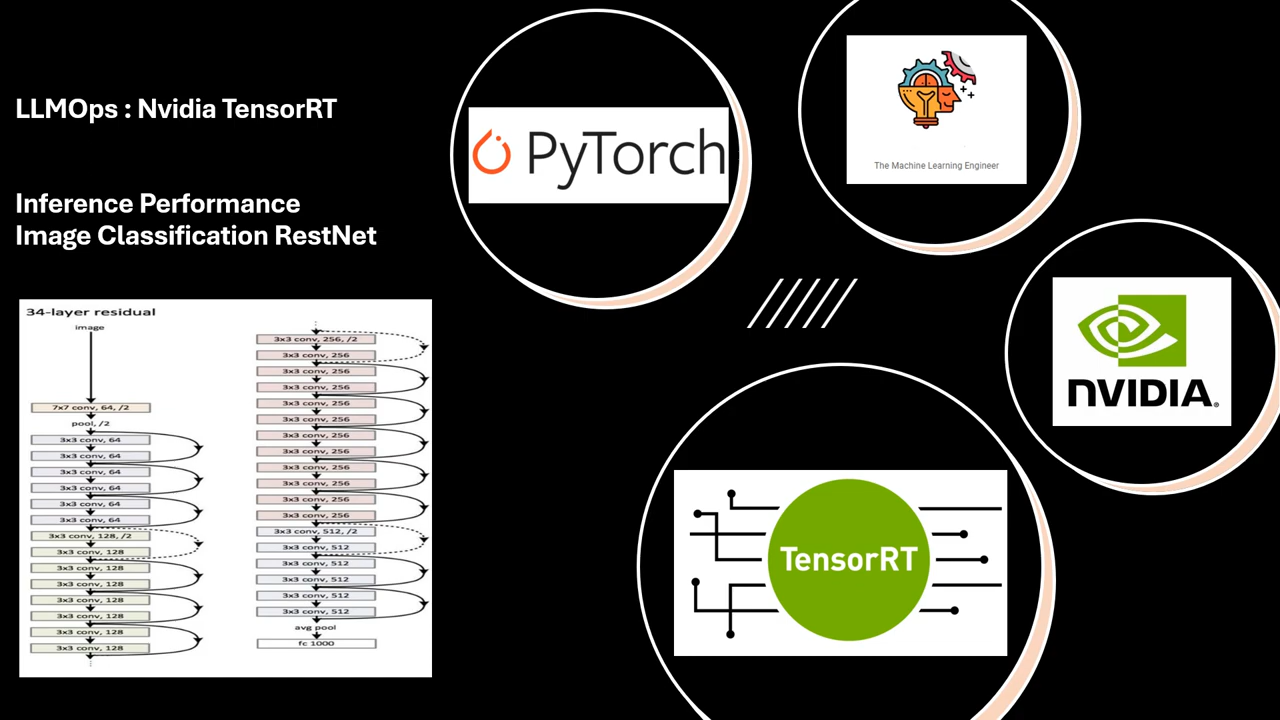 LLMOps : Nvidia TensorRT
Inference Performance
Image Classification RestNet
PyTorch
The Machine Learning Engineer
NVIDIA®
TensorRT
34-layer residual
image
7x7 conv, 64, /2
pool, /2
3x3 conv, 64
3x3 conv, 64
3x3 conv, 64
3x3 conv, 64
3x3 conv, 64
3x3 conv, 64
3x3 conv, 128, /2
3x3 conv, 128
3x3 conv, 128
3x3 conv, 128
3x3 conv, 128
3x3 conv, 128
3x3 conv, 128
3x3 conv, 128
3x3 conv, 256, /2
3x3 conv, 256
3x3 conv, 256
3x3 conv, 256
3x3 conv, 256
3x3 conv, 256
3x3 conv, 256
3x3 conv, 256
3x3 conv, 256
3x3 conv, 256
3x3 conv, 256
3x3 conv, 256
3x3 conv, 512, /2
3x3 conv, 512
3x3 conv, 512
3x3 conv, 512
3x3 conv, 512
3x3 conv, 512
avg pool
fc 1000